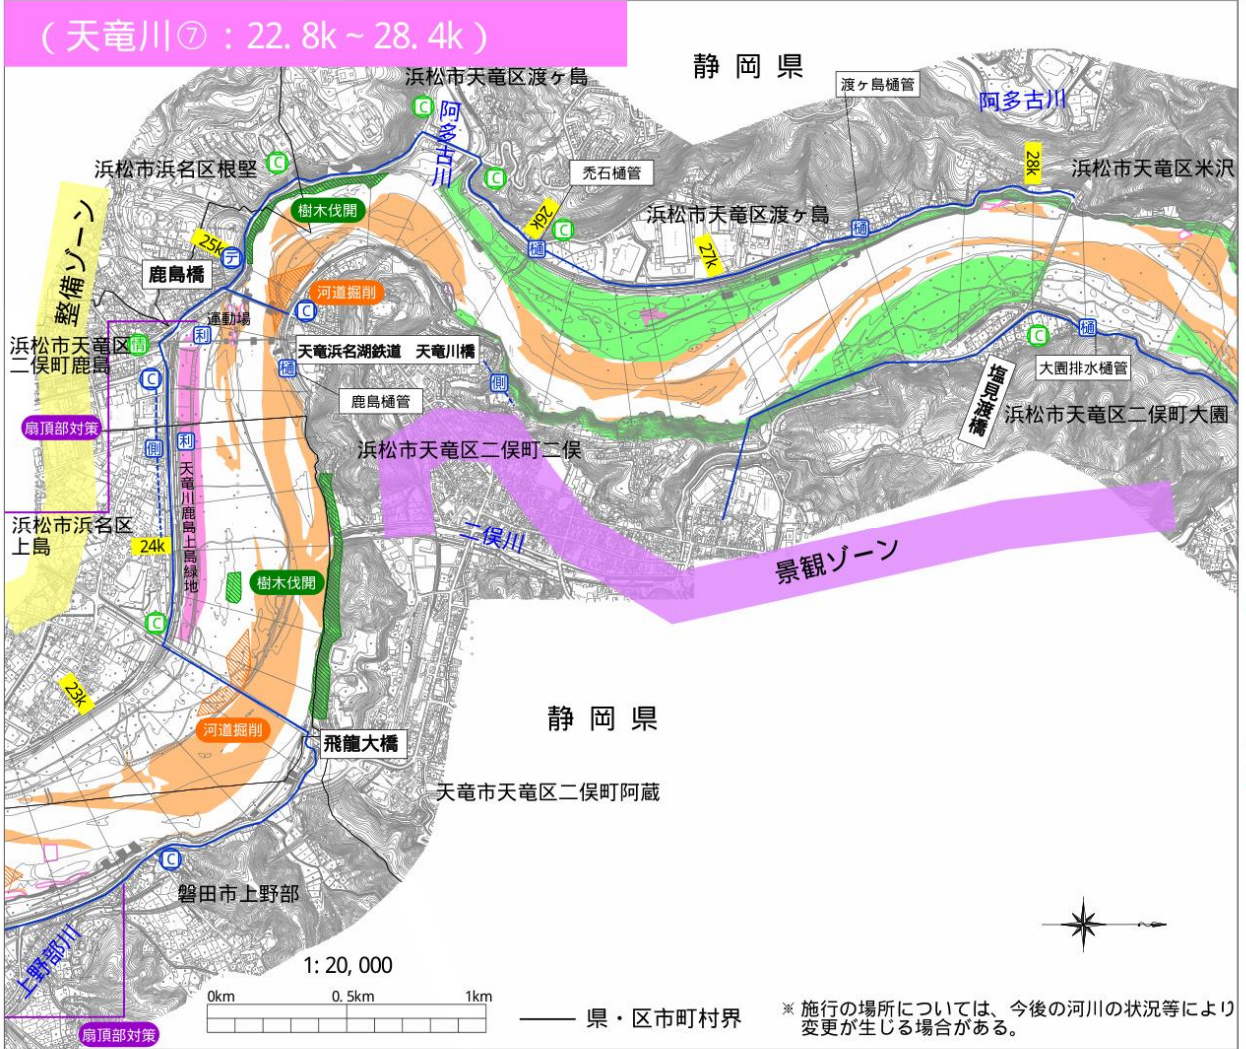 （天竜川⑦：22.8k～28.4k）
静岡県
浜松市天竜区渡ヶ島
渡ヶ島樋管
阿多古川
阿多古川
浜松市浜名区根堅
C
C
C
禿石樋管
28k
浜松市天竜区米沢
樹木伐開
26k
浜松市天竜区渡ヶ島
C
樋
27k
樋
25k
テ
整備ゾーン
鹿島橋
河道掘削
C
運動場
利
樋
C
浜松市天竜区
二俣町鹿島
天竜浜名湖鉄道 天竜川橋
C
樋
側
大園排水樋管
塩見渡橋
鹿島樋管
浜松市天竜区二俣町大園
扇頂部対策
側
利
浜松市天竜区二俣町二俣
天竜川鹿島上島緑地
浜松市浜名区
上島
24k
二俣川
景観ゾーン
樹木伐開
C
23k
河道掘削
静岡県
飛龍大橋
天竜市天竜区二俣町阿蔵
C
磐田市上野部
上野部川
扇頂部対策
1:20,000
0km 0.5km 1km
県・区市町村界
※ 施行の場所については、今後の河川の状況等により
変更が生じる場合がある。